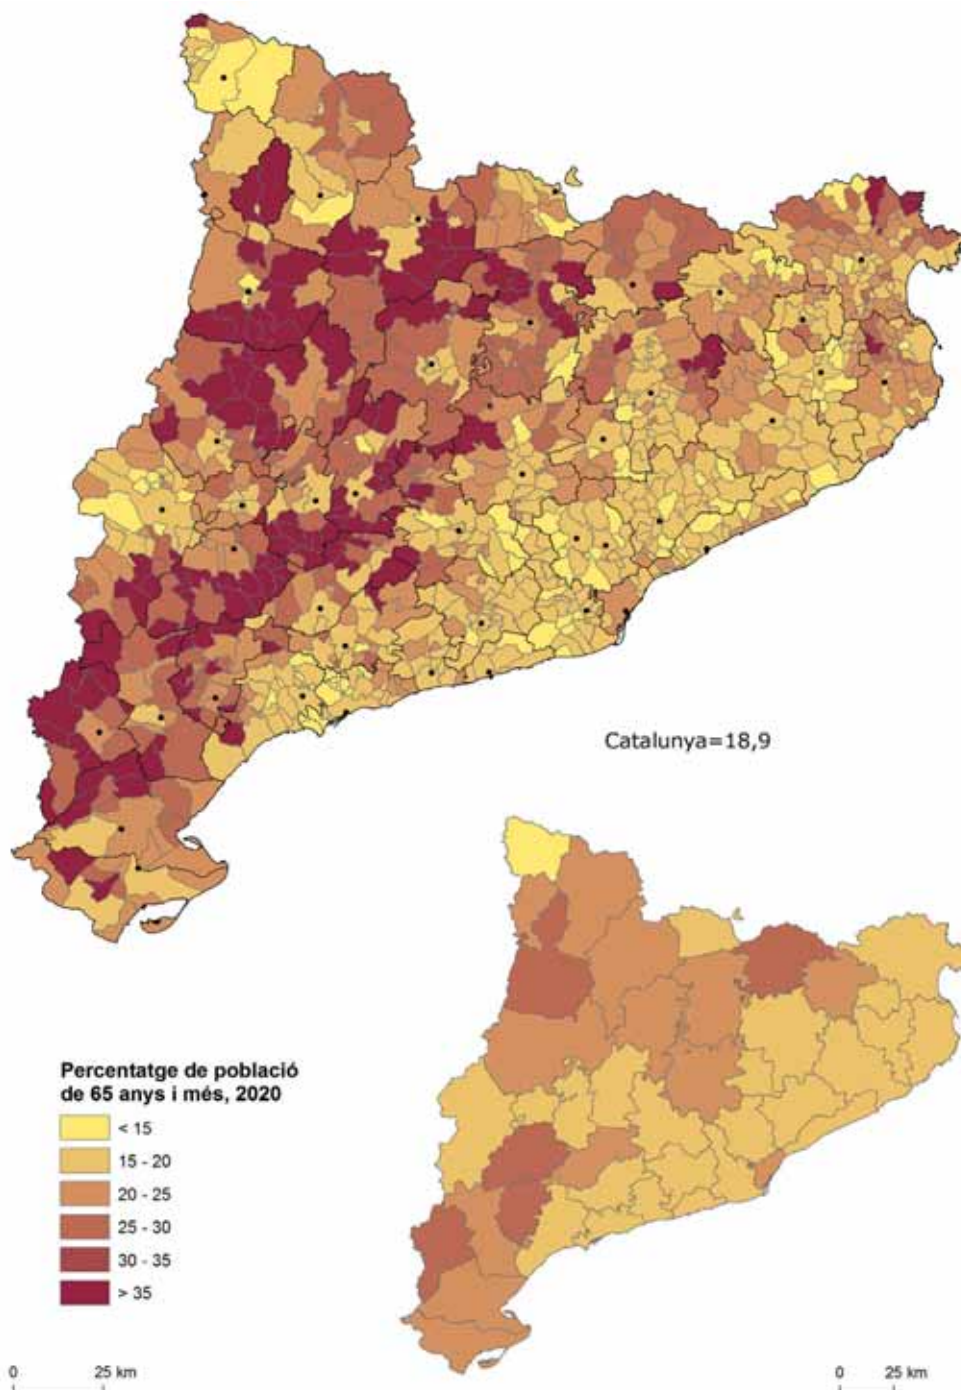 Catalunya=18,9
Percentatge de població
de 65 anys i més, 2020
< 15
15 - 20
20 - 25
25 - 30
30 - 35
> 35
0 25 km
0 25 km